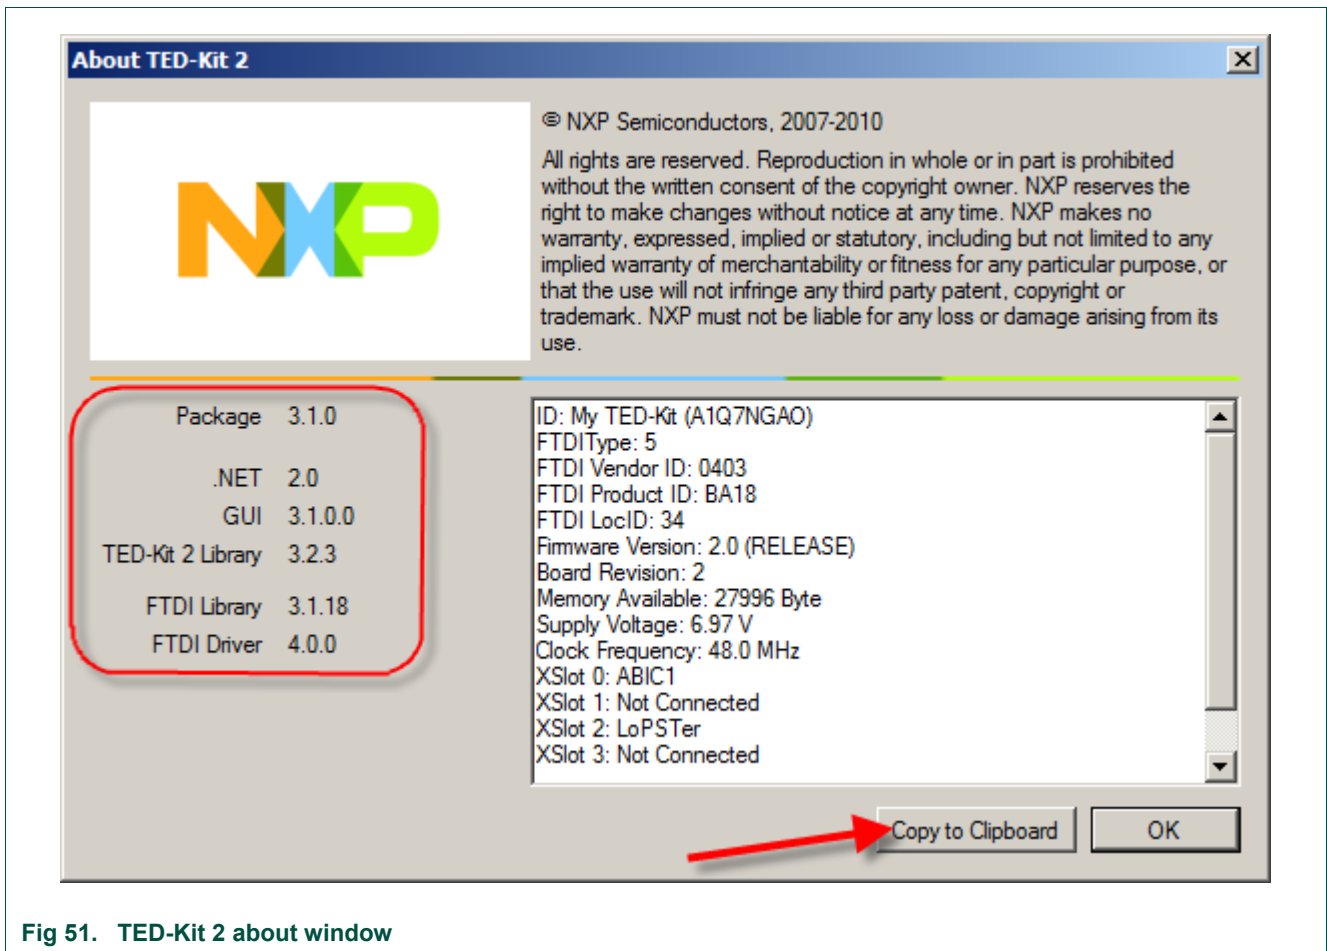 About TED-Kit 2
NXP
© NXP Semiconductors, 2007-2010
All rights are reserved. Reproduction in whole or in part is prohibited
without the written consent of the copyright owner. NXP reserves the
right to make changes without notice at any time. NXP makes no
warranty, expressed, implied or statutory, including but not limited to any
implied warranty of merchantability or fitness for any particular purpose, or
that the use will not infringe any third party patent, copyright or
trademark. NXP must not be liable for any loss or damage arising from its
use.
Package 3.1.0
.NET 2.0
GUI 3.1.0.0
TED-Kit 2 Library 3.2.3
FTDI Library 3.1.18
FTDI Driver 4.0.0
ID: My TED-Kit (A1Q7NGAO)
FTDIType: 5
FTDI Vendor ID: 0403
FTDI Product ID: BA18
FTDI LocID: 34
Firmware Version: 2.0 (RELEASE)
Board Revision: 2
Memory Available: 27996 Byte
Supply Voltage: 6.97 V
Clock Frequency: 48.0 MHz
XSlot 0: ABIC1
XSlot 1: Not Connected
XSlot 2: LoPSTer
XSlot 3: Not Connected
Copy to Clipboard
OK
Fig 51. TED-Kit 2 about window